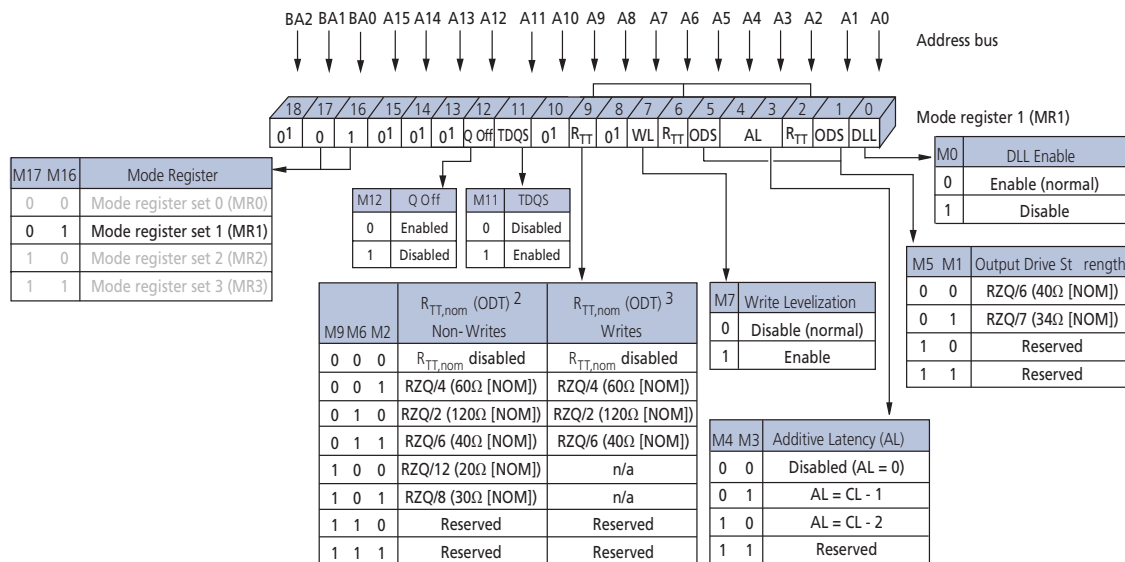 BA2 BA1 BA0 A15 A14 A13 A12 A11 A10 A9 A8 A7 A6 A5 A4 A3 A2 A1 A0
Address bus
18 17 16 15 14 13 12 11 10 9 8 7 6 5 4 3 2 1 0
Mode register 1 (MR1)
0¹ 0 1 0¹ 0¹ 0¹ Q Off TDQS 0¹ RTT 0¹ WL RTT ODS AL RTT ODS DLL
M17 M16 Mode Register
0 0 Mode register set 0 (MR0)
0 1 Mode register set 1 (MR1)
1 0 Mode register set 2 (MR2)
1 1 Mode register set 3 (MR3)
M12 Q Off
0 Enabled
1 Disabled
M11 TDQS
0 Disabled
1 Enabled
M0 DLL Enable
0 Enable (normal)
1 Disable
M5 M1 Output Drive St rength
0 0 RZQ/6 (40Ω [NOM])
0 1 RZQ/7 (34Ω [NOM])
1 0 Reserved
1 1 Reserved
M9 M6 M2 RTT,nom (ODT) 2 Non-Writes RTT,nom (ODT) 3 Writes
0 0 0 RTT,nom disabled RTT,nom disabled
0 0 1 RZQ/4 (60Ω [NOM]) RZQ/4 (60Ω [NOM])
0 1 0 RZQ/2 (120Ω [NOM]) RZQ/2 (120Ω [NOM])
0 1 1 RZQ/6 (40Ω [NOM]) RZQ/6 (40Ω [NOM])
1 0 0 RZQ/12 (20Ω [NOM]) n/a
1 0 1 RZQ/8 (30Ω [NOM]) n/a
1 1 0 Reserved Reserved
1 1 1 Reserved Reserved
M7 Write Levelization
0 Disable (normal)
1 Enable
M4 M3 Additive Latency (AL)
0 0 Disabled (AL = 0)
0 1 AL = CL - 1
1 0 AL = CL - 2
1 1 Reserved